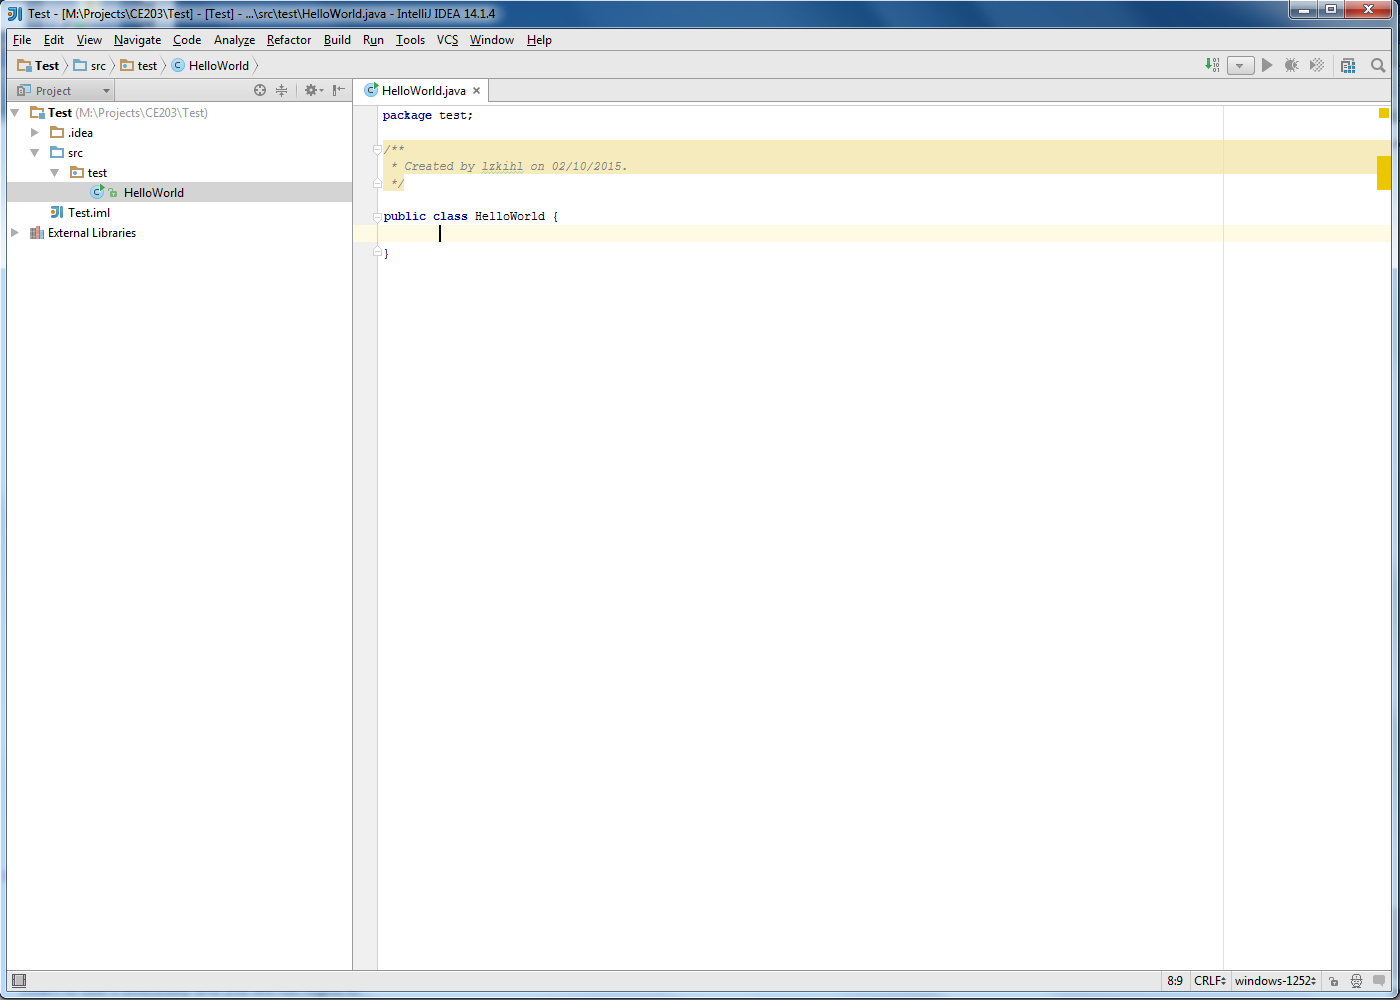 Test - [M:\Projects\CE203\Test] - [Test] - ...\src\test\HelloWorld.java - IntelliJ IDEA 14.1.4
File Edit View Navigate Code Analyze Refactor Build Run Tools VCS Window Help
Test src test HelloWorld
Project
HelloWorld.java
Test (M:\Projects\CE203\Test)
.idea
src
test
HelloWorld
Test.iml
External Libraries
package test;
/**
* Created by lzkihl on 02/10/2015.
*/
public class HelloWorld {
}
8:9 CRLF windows-1252